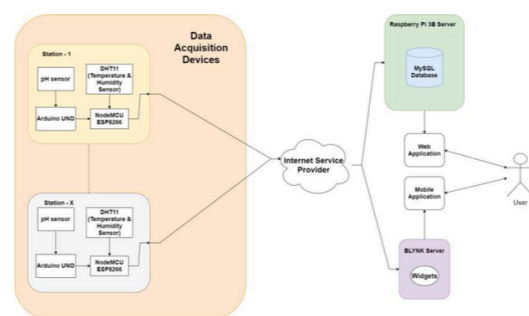 Data
Acquisition
Devices
Station - 1
pH sensor
DHT11
(Temperature &
Humidity
Sensor)
Arduino UNO
NodeMCU
ESP8266
Station - X
pH sensor
DHT11
(Temperature &
Humidity
Sensor)
Arduino UNO
NodeMCU
ESP8266
Internet Service
Provider
Raspberry Pi 3B Server
MySQL
Database
Web
Application
Mobile
Application
User
BLYNK Server
Widgets